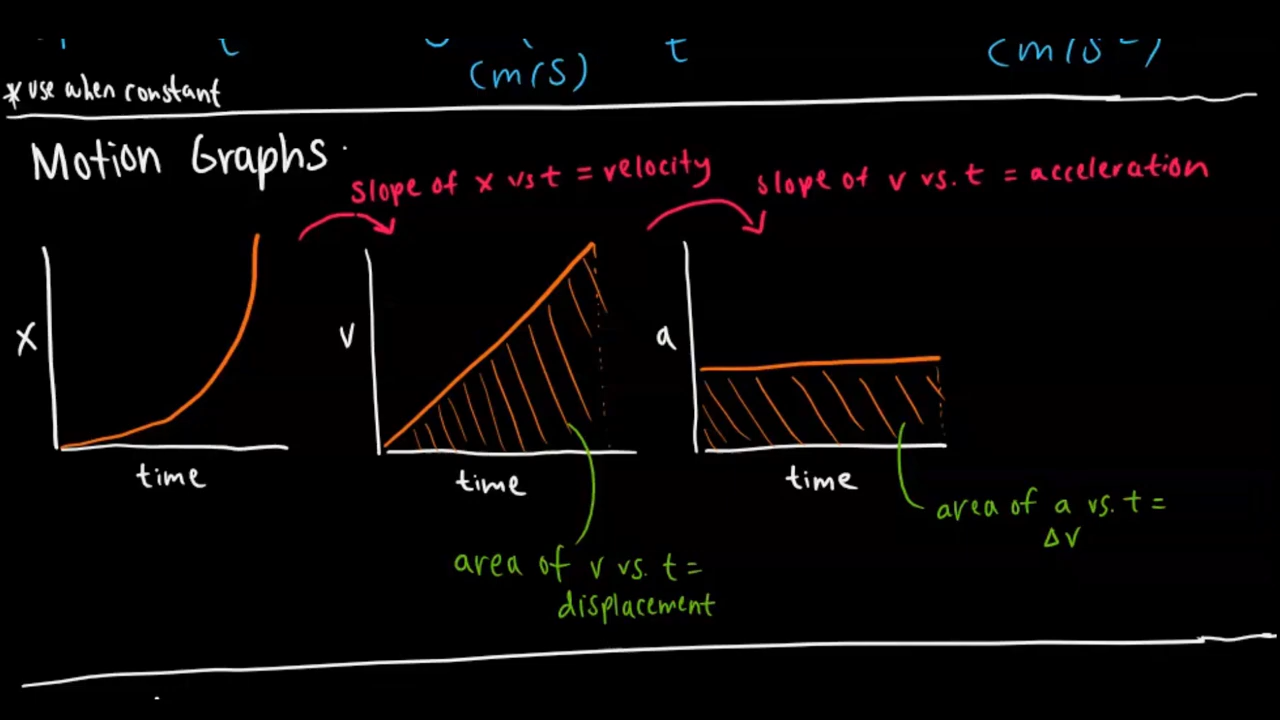 t t
(m/s) (m/s²)
* use when constant
Motion Graphs
slope of x vs t = velocity
slope of v vs. t = acceleration
x
v
a
time
time
time
area of a vs. t =
Δv
area of v vs. t =
displacement